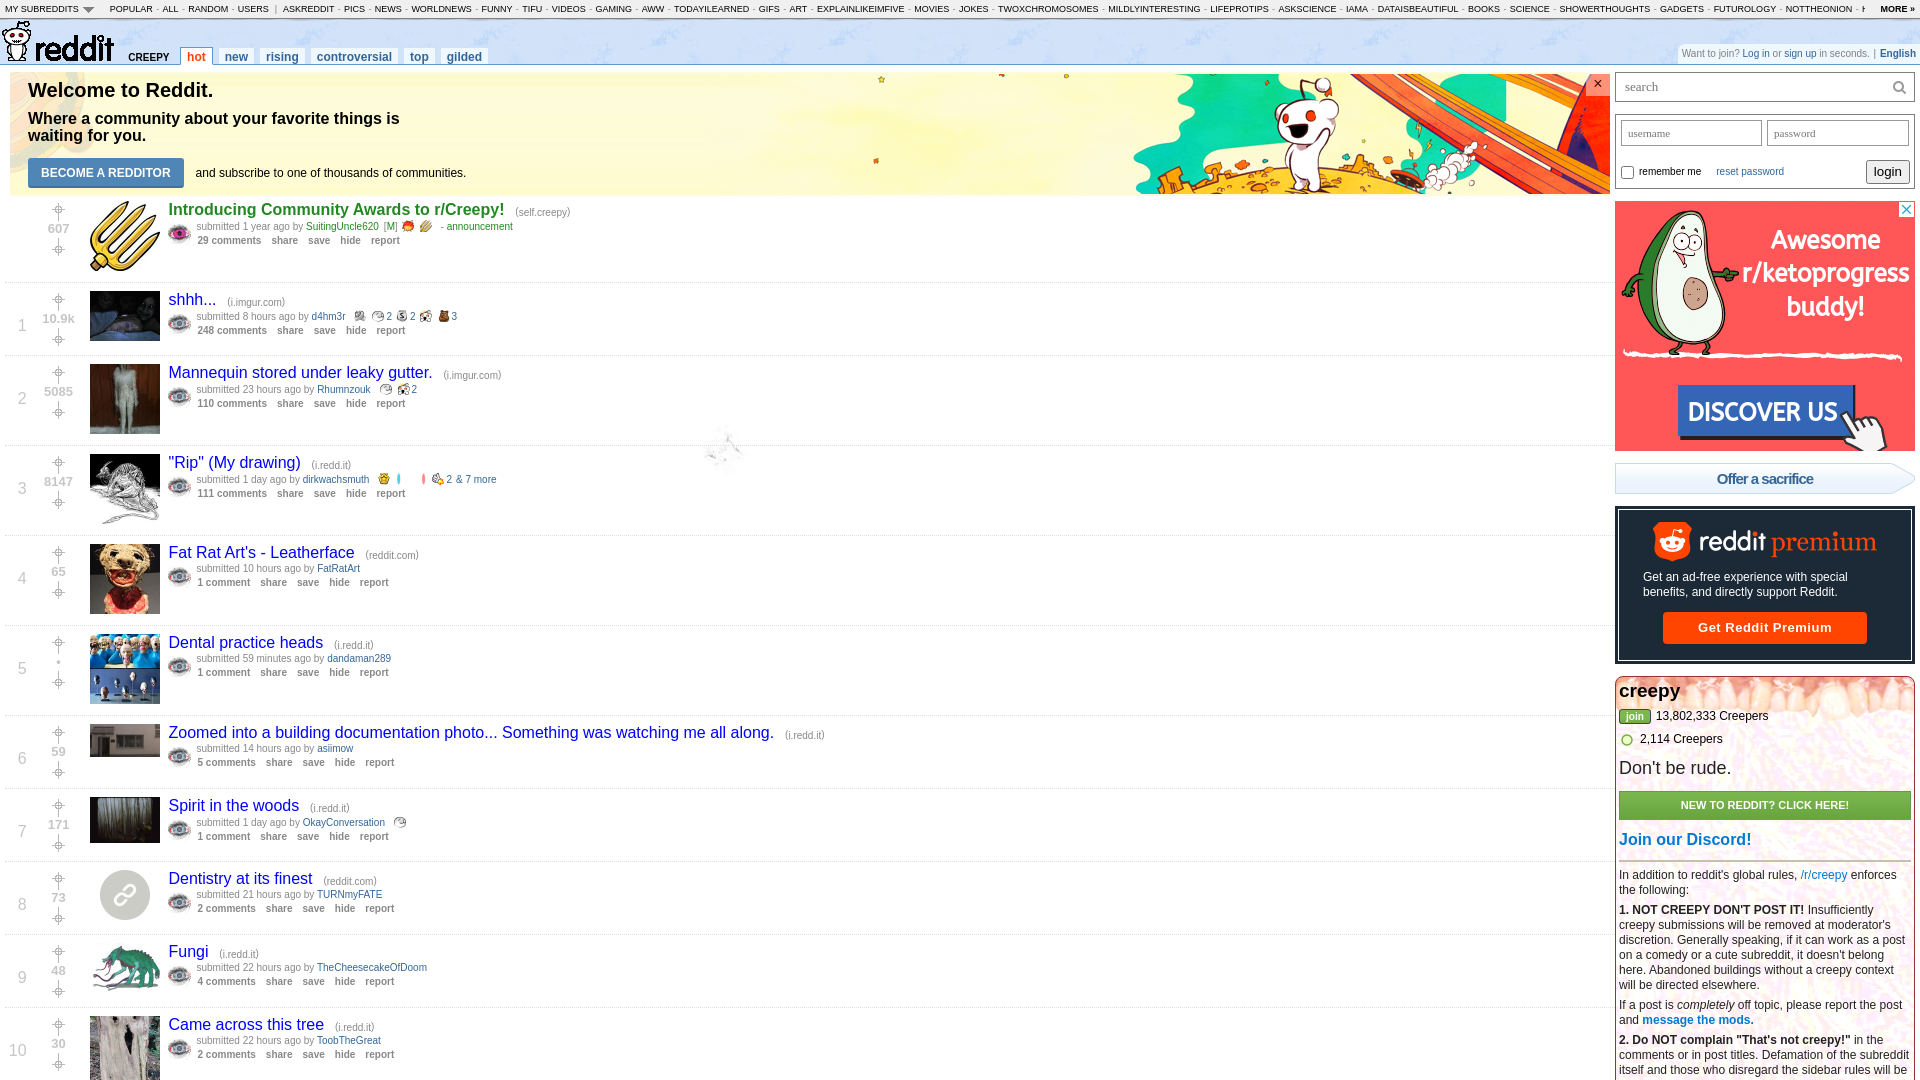 MY SUBREDDITS POPULAR - ALL - RANDOM - USERS | ASKREDDIT - PICS - NEWS - WORLDNEWS - FUNNY - TIFU - VIDEOS - GAMING - AWW - TODAYILEARNED - GIFS - ART - EXPLAINLIKEIMFIVE - MOVIES - JOKES - TWOXCHROMOSOMES - MILDLYINTERESTING - LIFEPROTIPS - ASKSCIENCE - IAMA - DATAISBEAUTIFUL - BOOKS - SCIENCE - SHOWERTHOUGHTS - GADGETS - FUTUROLOGY - NOTTHEONION - MORE »
reddit CREEPY hot new rising controversial top gilded
Want to join? Log in or sign up in seconds. | English
Welcome to Reddit.
Where a community about your favorite things is
waiting for you.
BECOME A REDDITOR and subscribe to one of thousands of communities.
×
607
Introducing Community Awards to r/Creepy! (self.creepy)
submitted 1 year ago by SuitingUncle620 [M] - announcement
29 comments share save hide report
1
10.9k
shhh... (i.imgur.com)
submitted 8 hours ago by d4hm3r 2 2 3
248 comments share save hide report
2
5085
Mannequin stored under leaky gutter. (i.imgur.com)
submitted 23 hours ago by Rhumnzouk 2
110 comments share save hide report
3
8147
"Rip" (My drawing) (i.redd.it)
submitted 1 day ago by dirkwachsmuth 2 & 7 more
111 comments share save hide report
4
65
Fat Rat Art's - Leatherface (reddit.com)
submitted 10 hours ago by FatRatArt
1 comment share save hide report
5
•
Dental practice heads (i.redd.it)
submitted 59 minutes ago by dandaman289
1 comment share save hide report
6
59
Zoomed into a building documentation photo... Something was watching me all along. (i.redd.it)
submitted 14 hours ago by asiimow
5 comments share save hide report
7
171
Spirit in the woods (i.redd.it)
submitted 1 day ago by OkayConversation
1 comment share save hide report
8
73
Dentistry at its finest (reddit.com)
submitted 21 hours ago by TURNmyFATE
2 comments share save hide report
9
48
Fungi (i.redd.it)
submitted 22 hours ago by TheCheesecakeOfDoom
4 comments share save hide report
10
30
Came across this tree (i.redd.it)
submitted 22 hours ago by ToobTheGreat
2 comments share save hide report
search
username password
remember me reset password login
Awesome
r/ketoprogress
buddy!
DISCOVER US
Offer a sacrifice
reddit premium
Get an ad-free experience with special
benefits, and directly support Reddit.
Get Reddit Premium
creepy
join 13,802,333 Creepers
2,114 Creepers
Don't be rude.
NEW TO REDDIT? CLICK HERE!
Join our Discord!
In addition to reddit's global rules, /r/creepy enforces
the following:
1. NOT CREEPY DON'T POST IT! Insufficiently
creepy submissions will be removed at moderator's
discretion. Generally speaking, if it can work as a post
on a comedy or a cute subreddit, it doesn't belong
here. Abandoned buildings without a creepy context
will be directed elsewhere.
If a post is completely off topic, please report the post
and message the mods.
2. Do NOT complain "That's not creepy!" in the
comments or in post titles. Defamation of the subreddit
itself and those who disregard the sidebar rules will be